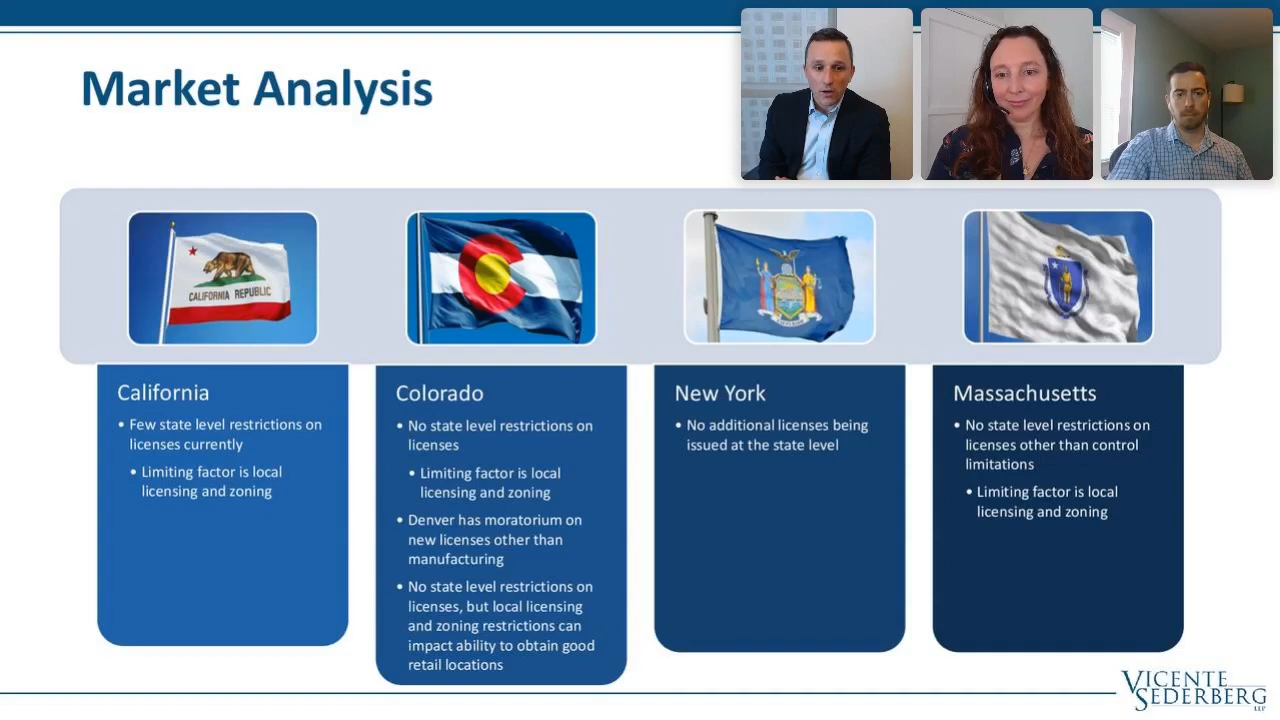 Market Analysis
CALIFORNIA REPUBLIC
California
• Few state level restrictions on
licenses currently
• Limiting factor is local
licensing and zoning
Colorado
• No state level restrictions on
licenses
• Limiting factor is local
licensing and zoning
• Denver has moratorium on
new licenses other than
manufacturing
• No state level restrictions on
licenses, but local licensing
and zoning restrictions can
impact ability to obtain good
retail locations
New York
• No additional licenses being
issued at the state level
Massachusetts
• No state level restrictions on
licenses other than control
limitations
• Limiting factor is local
licensing and zoning
VICENTE
SEDERBERG
LLP